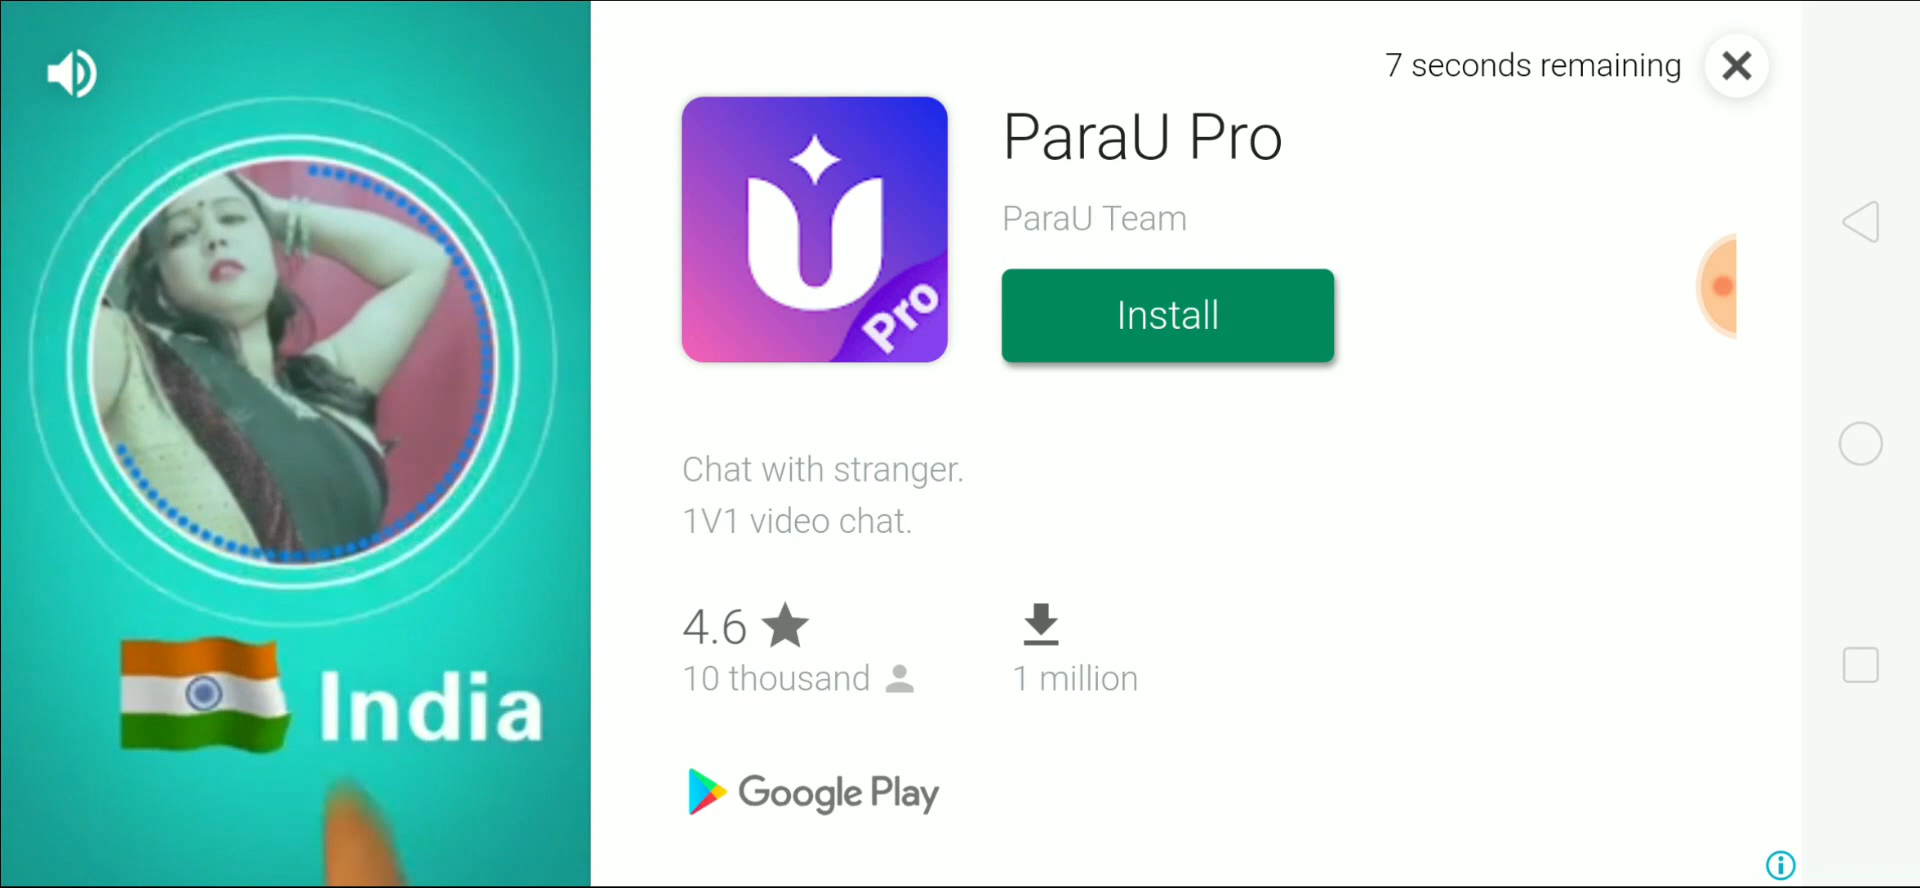 7 seconds remaining
ParaU Pro
ParaU Team
Install
Pro
Chat with stranger.
1V1 video chat.
4.6
10 thousand
1 million
Google Play
India